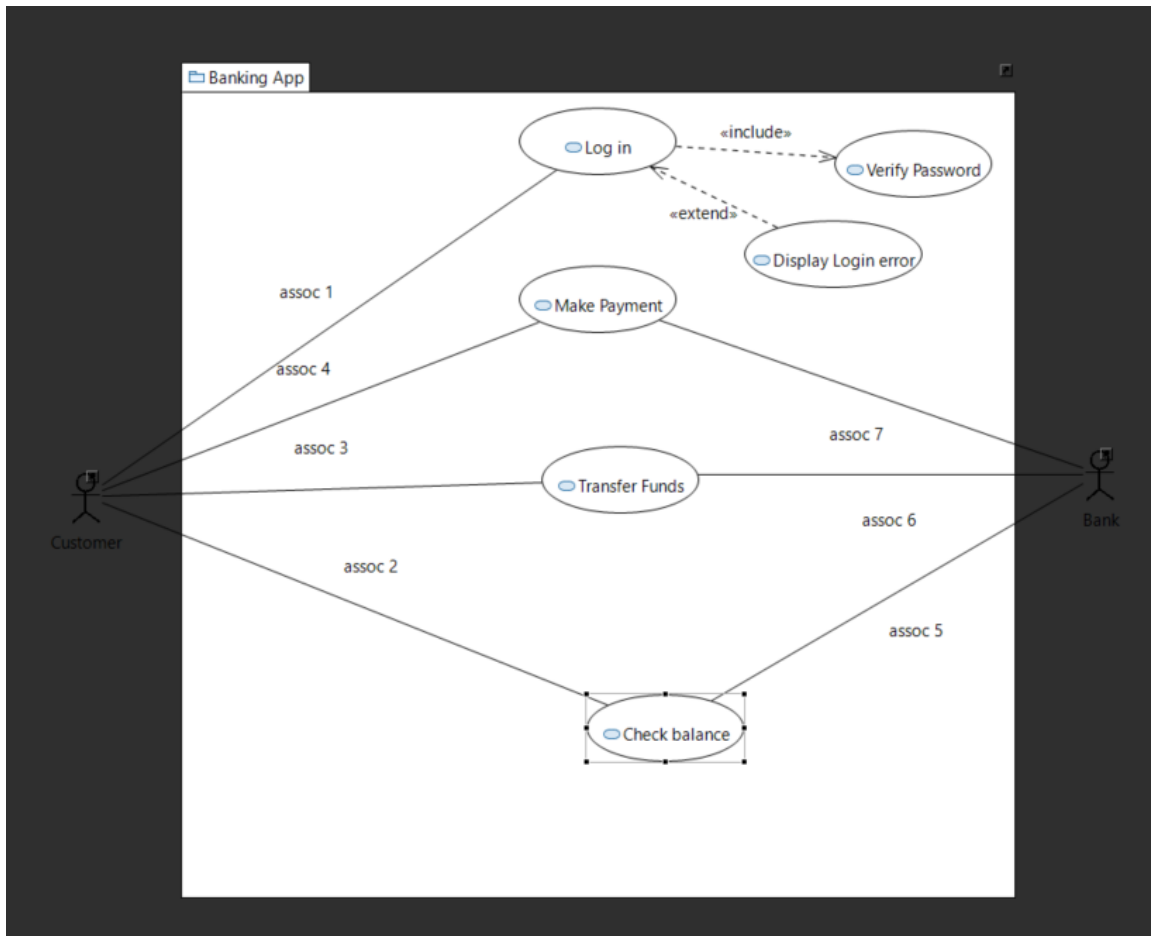 Banking App
Log in
«include»
Verify Password
«extend»
Display Login error
assoc 1
Make Payment
assoc 4
assoc 3
assoc 7
Transfer Funds
assoc 6
Customer
Bank
assoc 2
assoc 5
Check balance